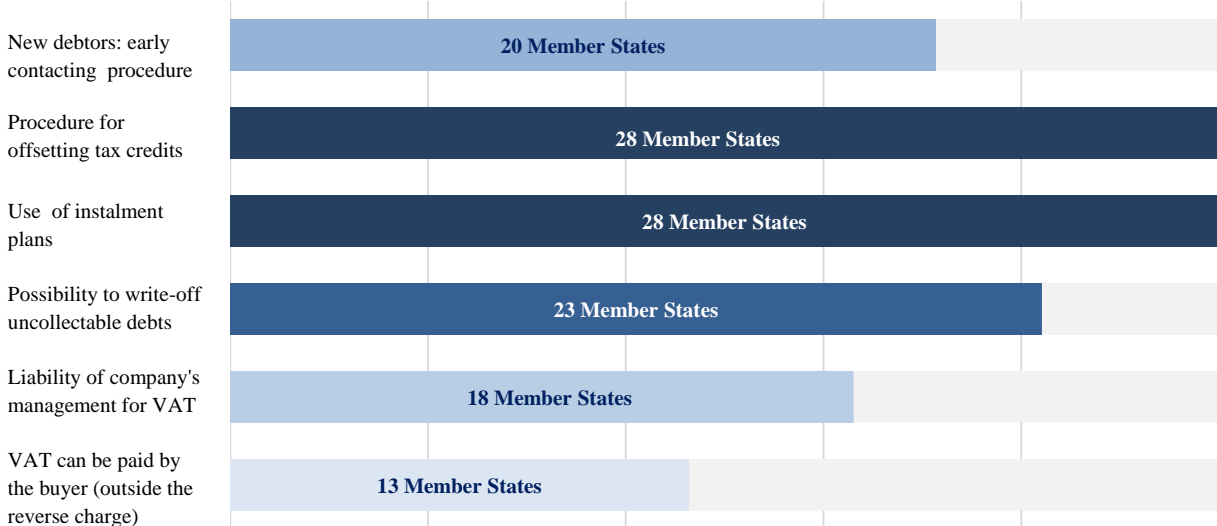 New debtors: early
contacting procedure
20 Member States
Procedure for
offsetting tax credits
28 Member States
Use of instalment
plans
28 Member States
Possibility to write-off
uncollectable debts
23 Member States
Liability of company's
management for VAT
18 Member States
VAT can be paid by
the buyer (outside the
reverse charge)
13 Member States